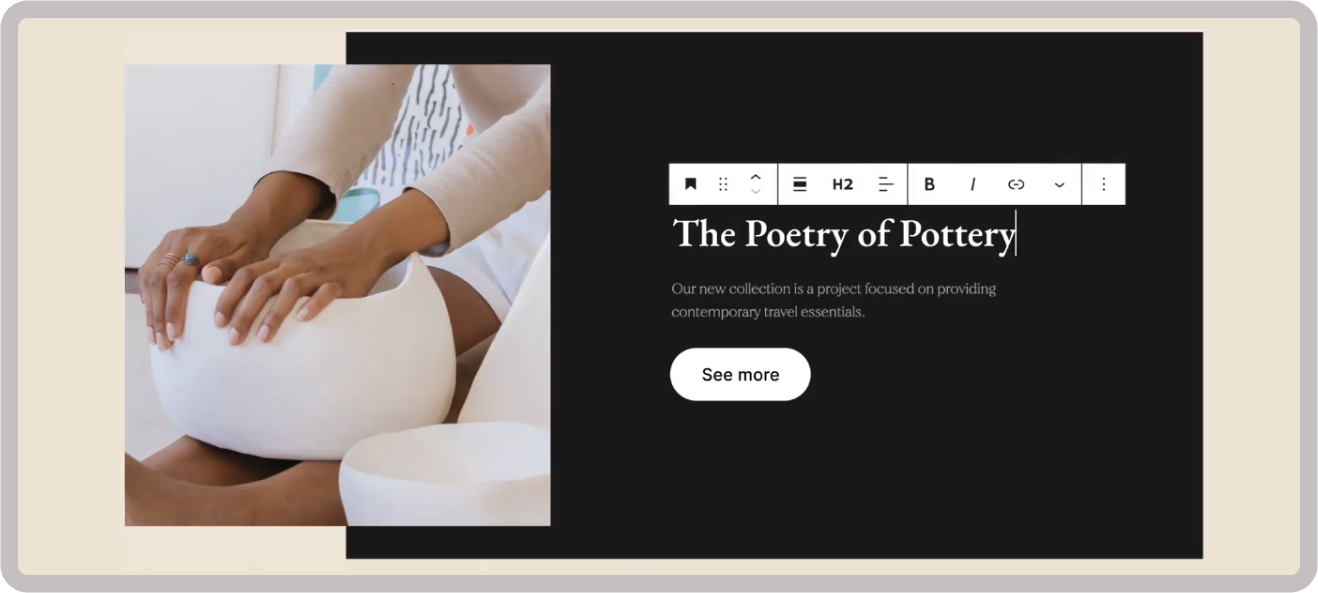 H2 B I
The Poetry of Pottery
Our new collection is a project focused on providing
contemporary travel essentials.
See more